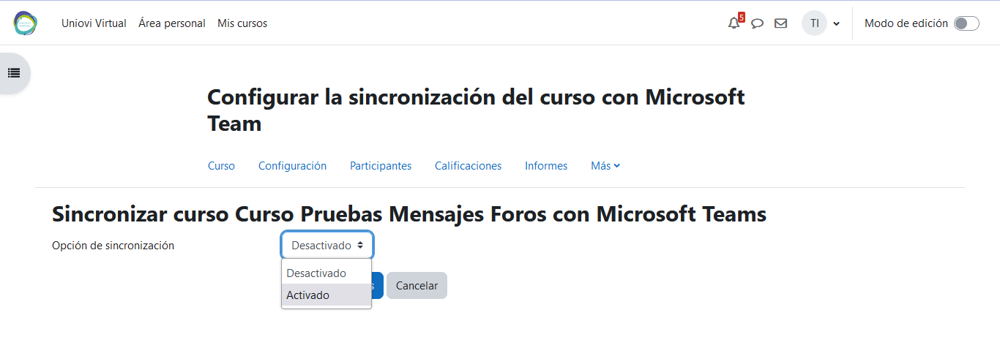 Uniovi Virtual Área personal Mis cursos 5 TI Modo de edición
Configurar la sincronización del curso con Microsoft
Team
Curso Configuración Participantes Calificaciones Informes Más
Sincronizar curso Curso Pruebas Mensajes Foros con Microsoft Teams
Opción de sincronización Desactivado
Desactivado
Cancelar
Activado